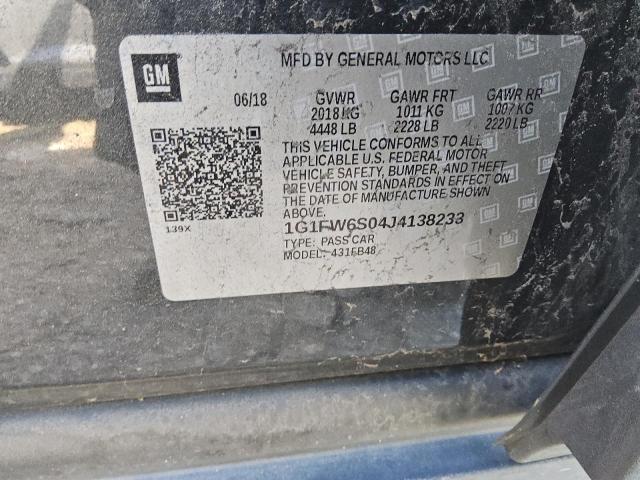 GM
MFD BY GENERAL MOTORS LLC
06/18 GVWR GAWR FRT GAWR RR
2018 KG 1011 KG 1007 KG
4448 LB 2228 LB 2220 LB
THIS VEHICLE CONFORMS TO ALL
APPLICABLE U.S. FEDERAL MOTOR
VEHICLE SAFETY, BUMPER, AND THEFT
PREVENTION STANDARDS IN EFFECT ON
THE DATE OF MANUFACTURE SHOWN
ABOVE.
139X
1G1FW6S04J4138233
TYPE: PASS CAR
MODEL: 431FB48